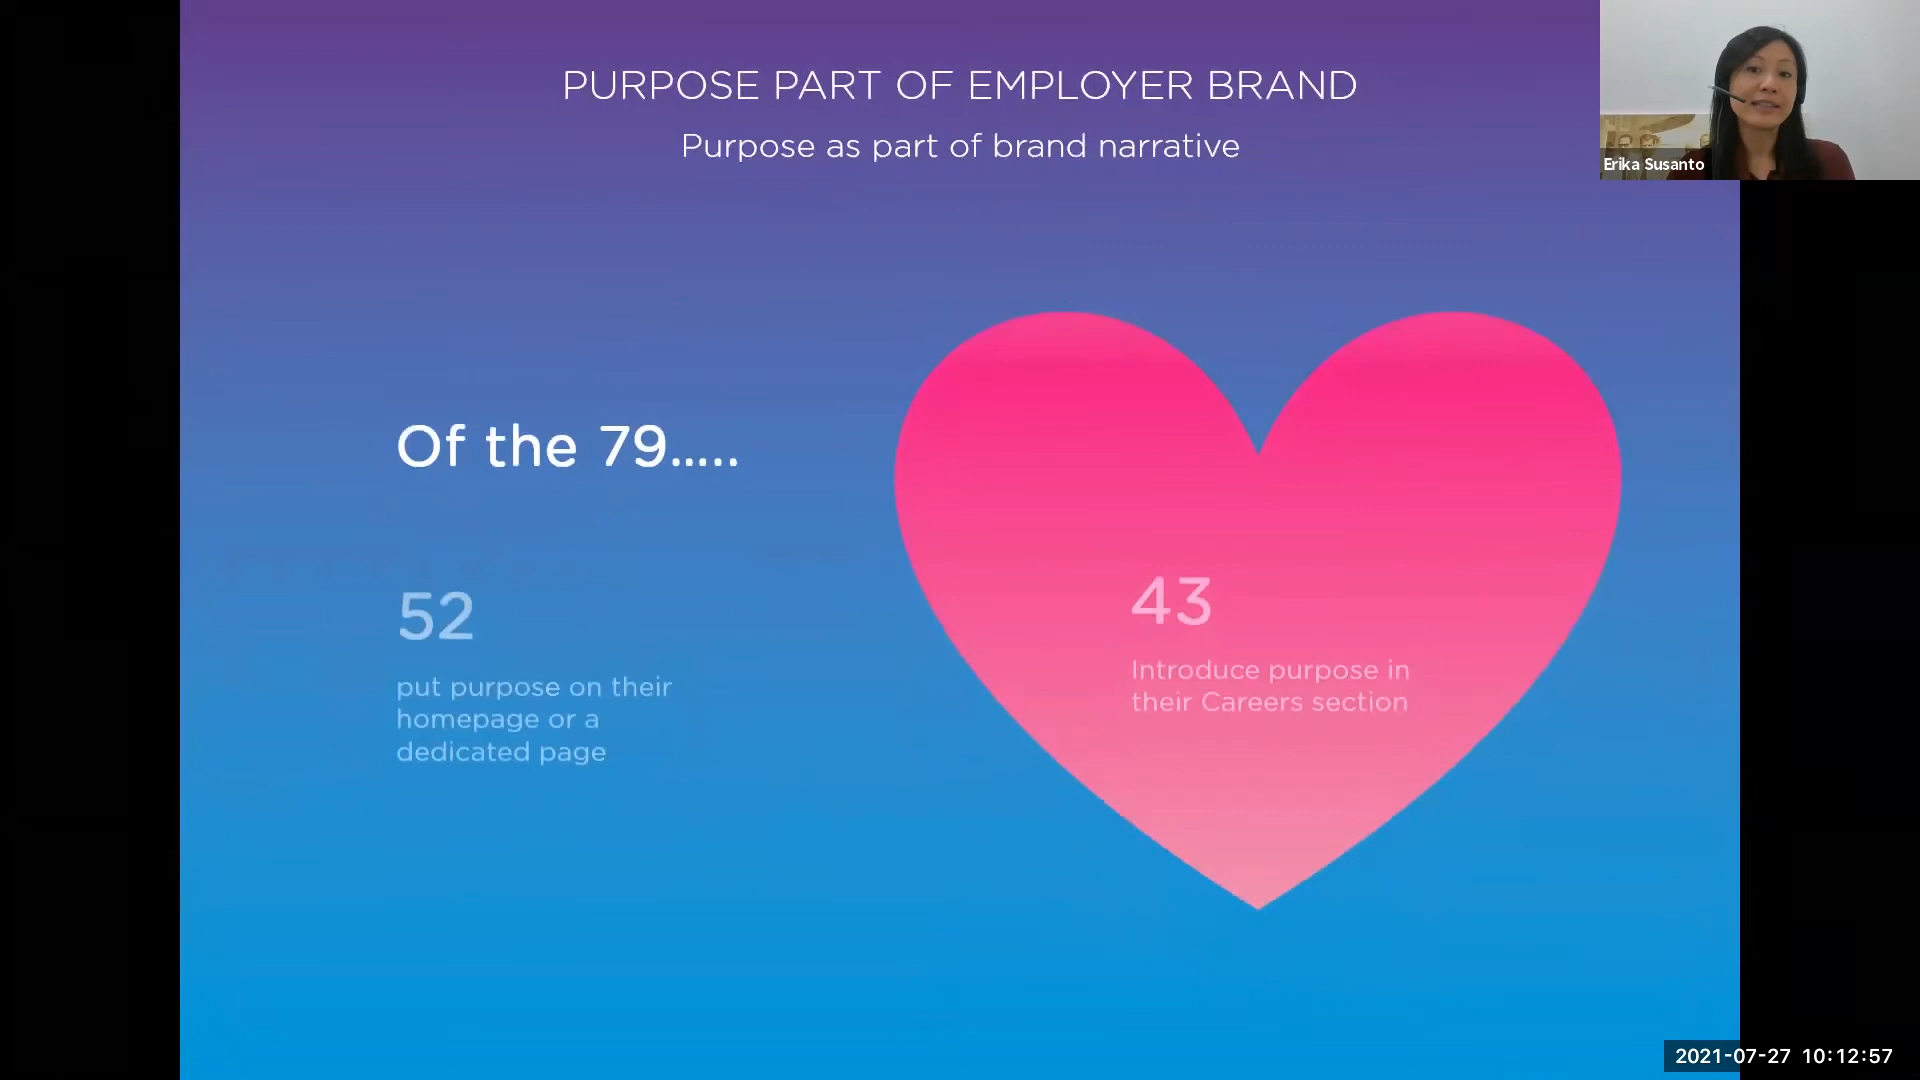 PURPOSE PART OF EMPLOYER BRAND
Purpose as part of brand narrative
Erika Susanto
Of the 79.....
52
put purpose on their
homepage or a
dedicated page
43
Introduce purpose in
their Careers section
2021-07-27 10:12:57